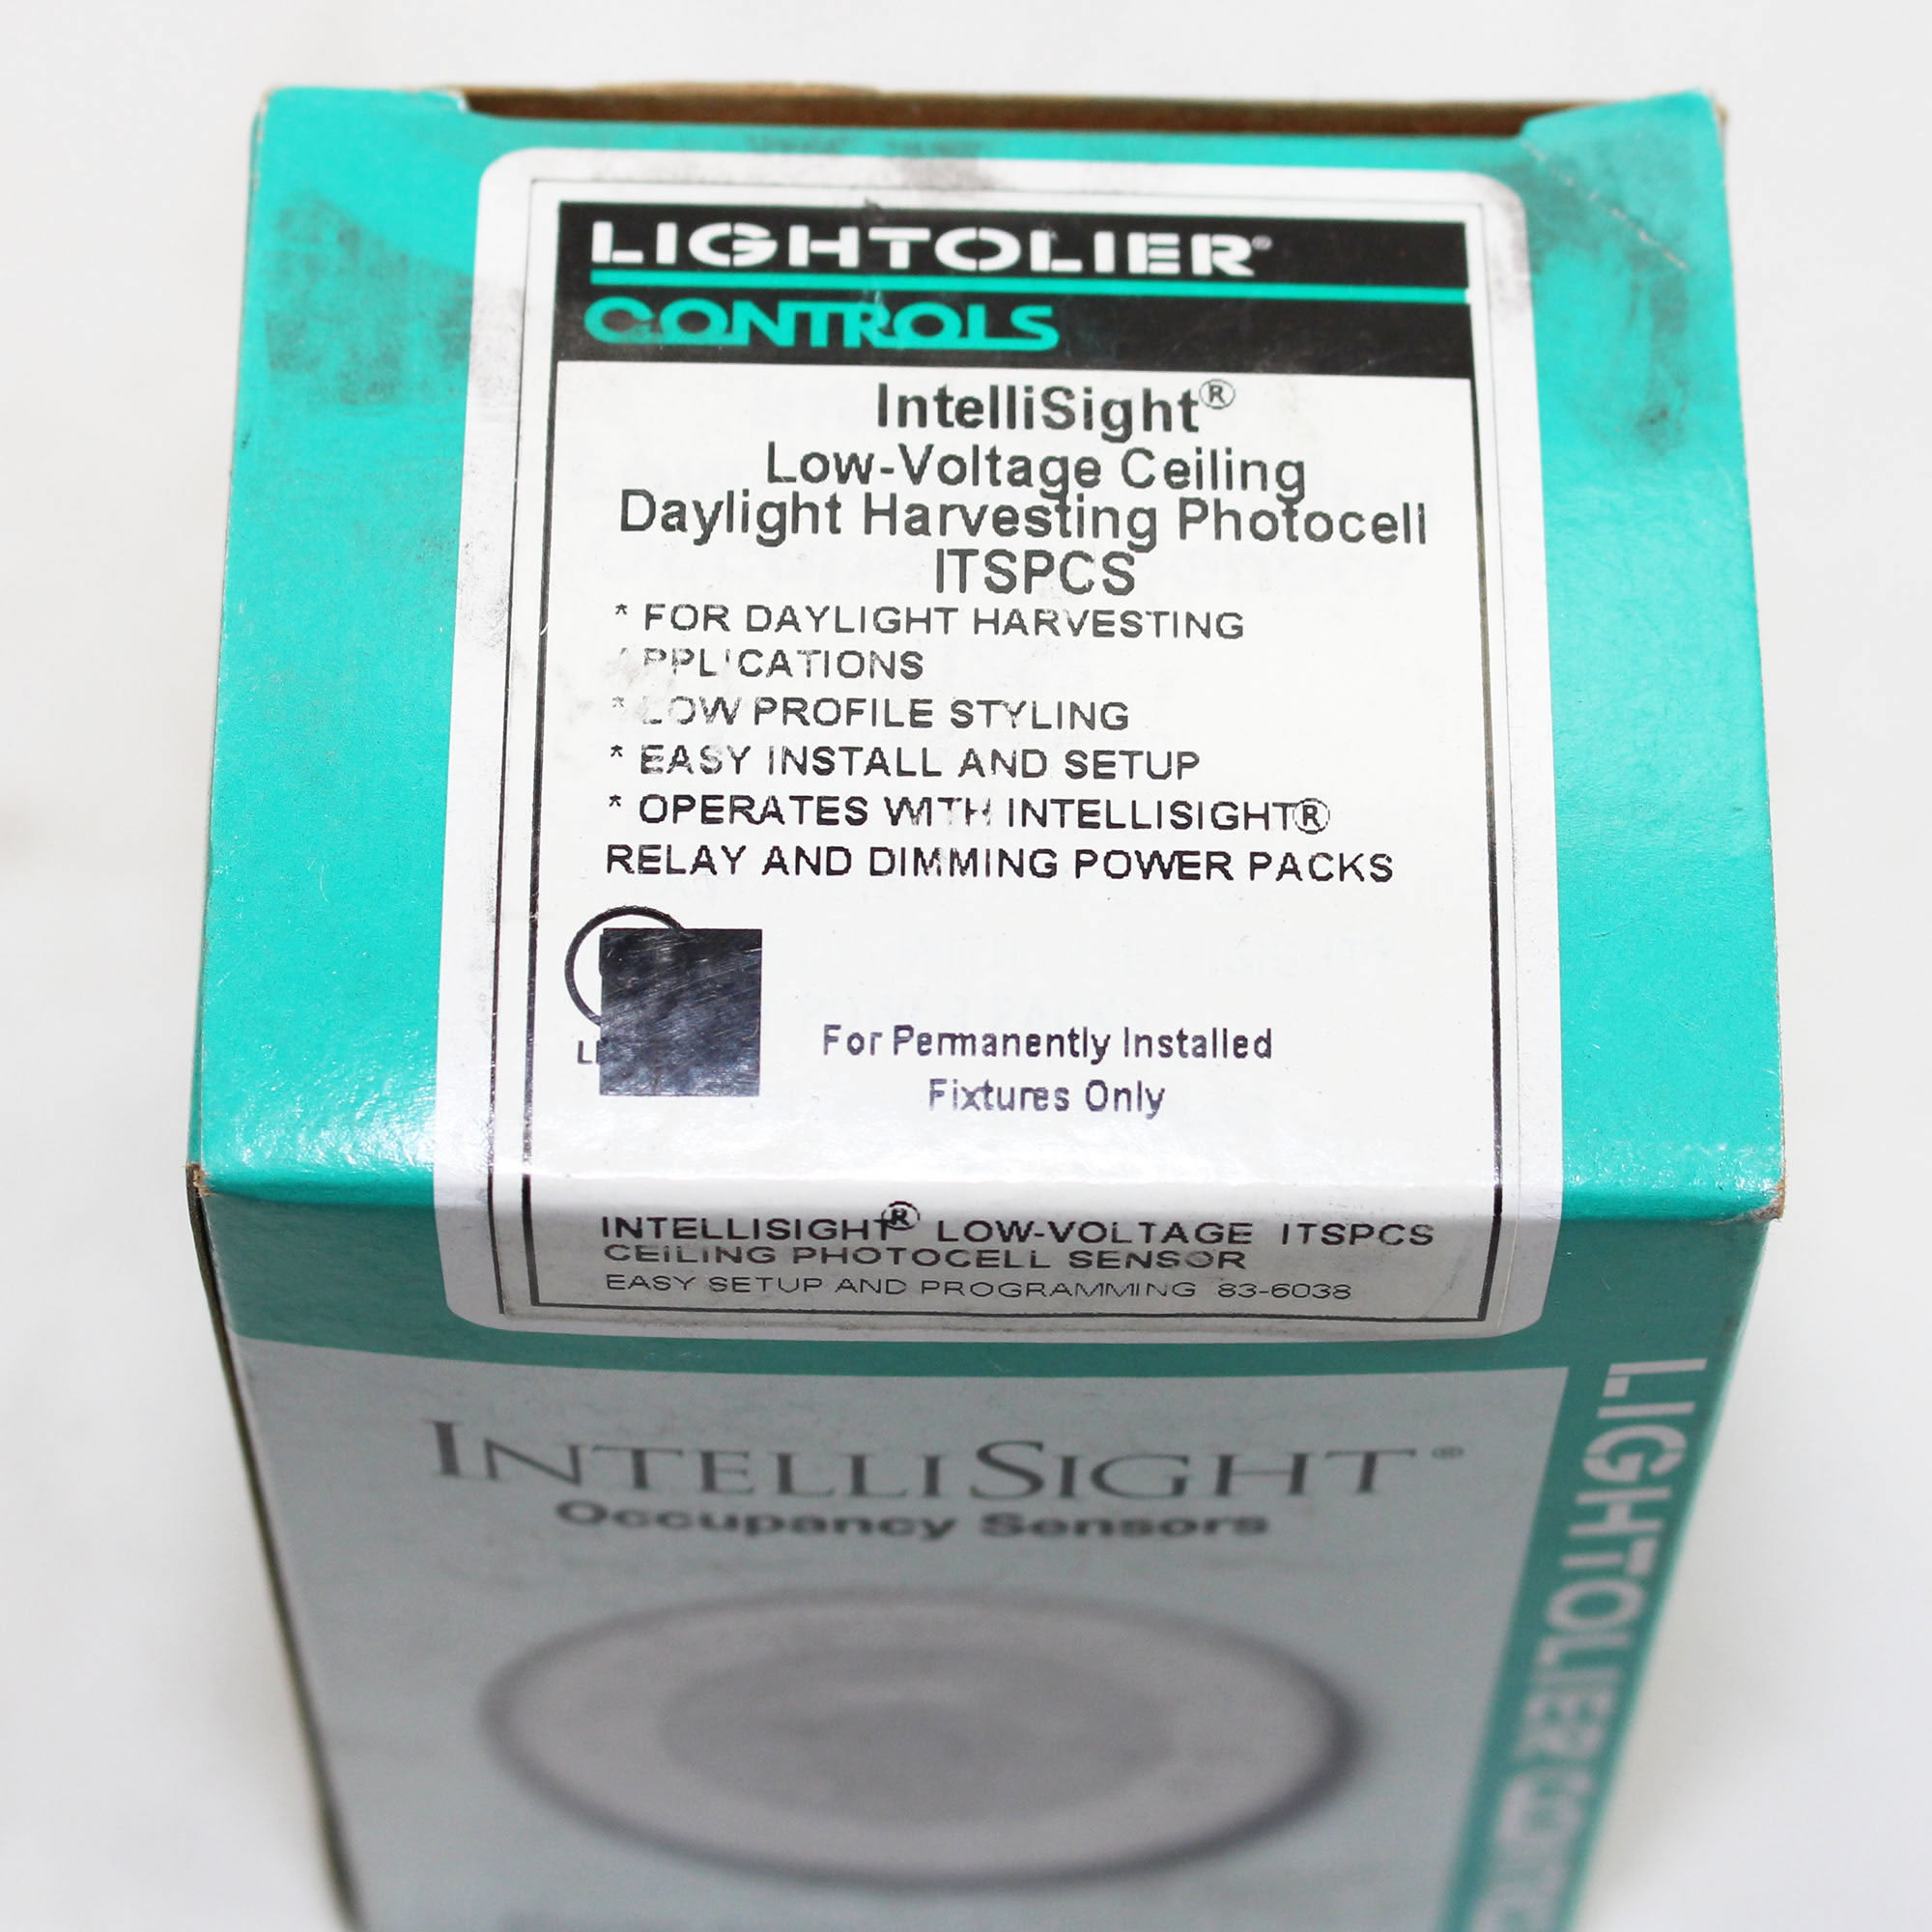 LIGHTOLIER®
CONTROLS
IntelliSight®
Low-Voltage Ceiling
Daylight Harvesting Photocell
ITSPCS
* FOR DAYLIGHT HARVESTING
APPLICATIONS
* LOW PROFILE STYLING
* EASY INSTALL AND SETUP
* OPERATES WITH INTELLISIGHT®
RELAY AND DIMMING POWER PACKS
For Permanently Installed
Fixtures Only
INTELLISIGHT® LOW-VOLTAGE ITSPCS
CEILING PHOTOCELL SENSOR
EASY SETUP AND PROGRAMMING 83-6038
INTELLISIGHT®
Occupancy Sensors
LIGHTOLIER